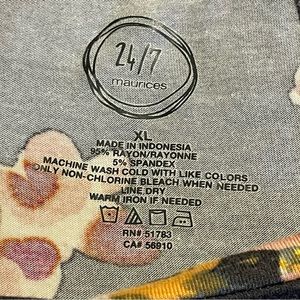 24/7
maurices
XL
MADE IN INDONESIA
95% RAYON/RAYONNE
5% SPANDEX
MACHINE WASH COLD WITH LIKE COLORS
ONLY NON-CHLORINE BLEACH WHEN NEEDED
LINE DRY
WARM IRON IF NEEDED
RN# 51783
CA# 56910